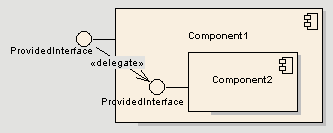 Component1
ProvidedInterface
«delegate»
Component2
ProvidedInterface